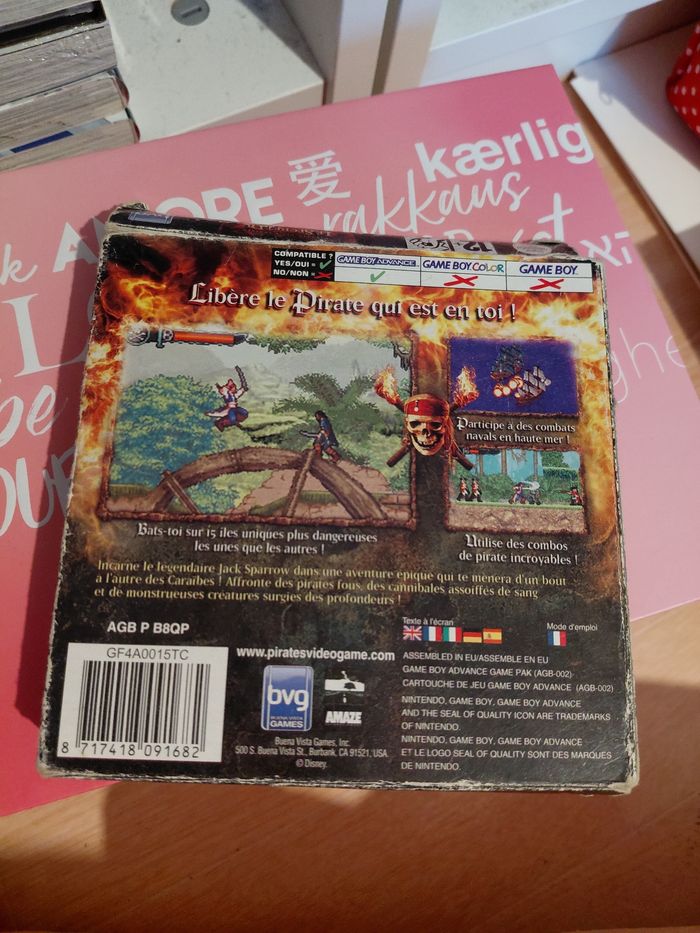 AMORE
爱
kærlig
rakkaus
12+
COMPATIBLE ?
YES/OUI = ✓
NO/NON =
GAME BOY ADVANCE
GAME BOY COLOR
GAME BOY
Libère le Pirate qui est en toi !
Participe à des combats
navals en haute mer !
Bats-toi sur 15 îles uniques plus dangereuses
les unes que les autres !
Utilise des combos
de pirate incroyables !
Incarne le legendaire Jack Sparrow dans une aventure epique qui te mènera d'un bout
a l'autre des Caraïbes ! Affronte des pirates fous, des cannibales assoiffés de sang
et de monstrueuses créatures surgies des profondeurs !
AGB P B8QP
Texte à l'écran
Mode d'emploi
GF4A0015TC
8 717418 091682
www.piratesvideogame.com
bvg
BUENA VISTA
GAMES
AMAZE
Buena Vista Games, Inc.
500 S. Buena Vista St., Burbank, CA 91521, USA.
© Disney.
ASSEMBLED IN EU/ASSEMBLE EN EU
GAME BOY ADVANCE GAME PAK (AGB-002)
CARTOUCHE DE JEU GAME BOY ADVANCE (AGB-002)
NINTENDO, GAME BOY, GAME BOY ADVANCE
AND THE SEAL OF QUALITY ICON ARE TRADEMARKS
OF NINTENDO.
NINTENDO, GAME BOY, GAME BOY ADVANCE
ET LE LOGO SEAL OF QUALITY SONT DES MARQUES
DE NINTENDO.